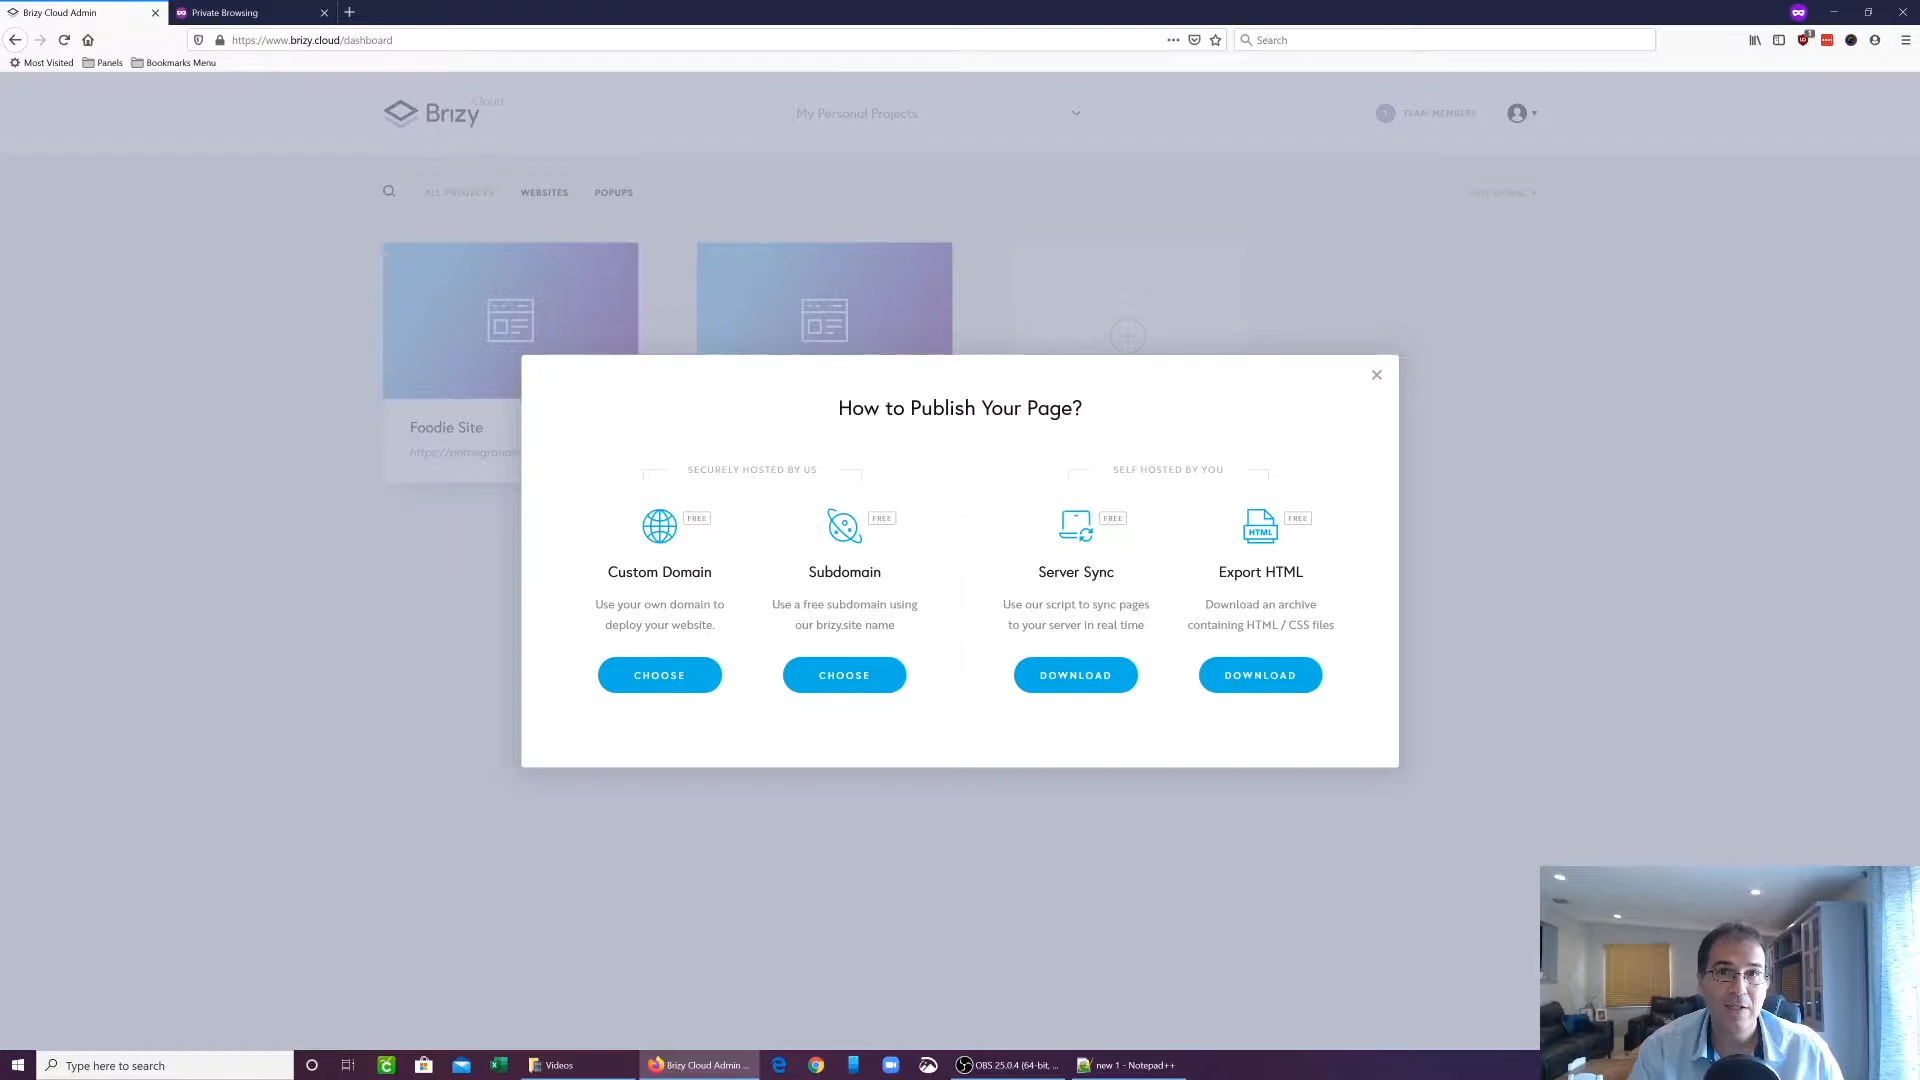 Brizy Cloud Admin
Private Browsing
https://www.brizy.cloud/dashboard
Search
Most Visited
Panels
Bookmarks Menu
Brizy
Cloud
My Personal Projects
TEAM MEMBERS
ALL PROJECTS
WEBSITES
POPUPS
Foodie Site
How to Publish Your Page?
SECURELY HOSTED BY US
SELF HOSTED BY YOU
FREE
FREE
FREE
HTML
FREE
Custom Domain
Subdomain
Server Sync
Export HTML
Use your own domain to
deploy your website.
Use a free subdomain using
our brizy.site name
Use our script to sync pages
to your server in real time
Download an archive
containing HTML / CSS files
CHOOSE
CHOOSE
DOWNLOAD
DOWNLOAD
Type here to search
Videos
Brizy Cloud Admin ...
OBS 25.0.4 (64-bit, ...
new 1 - Notepad++